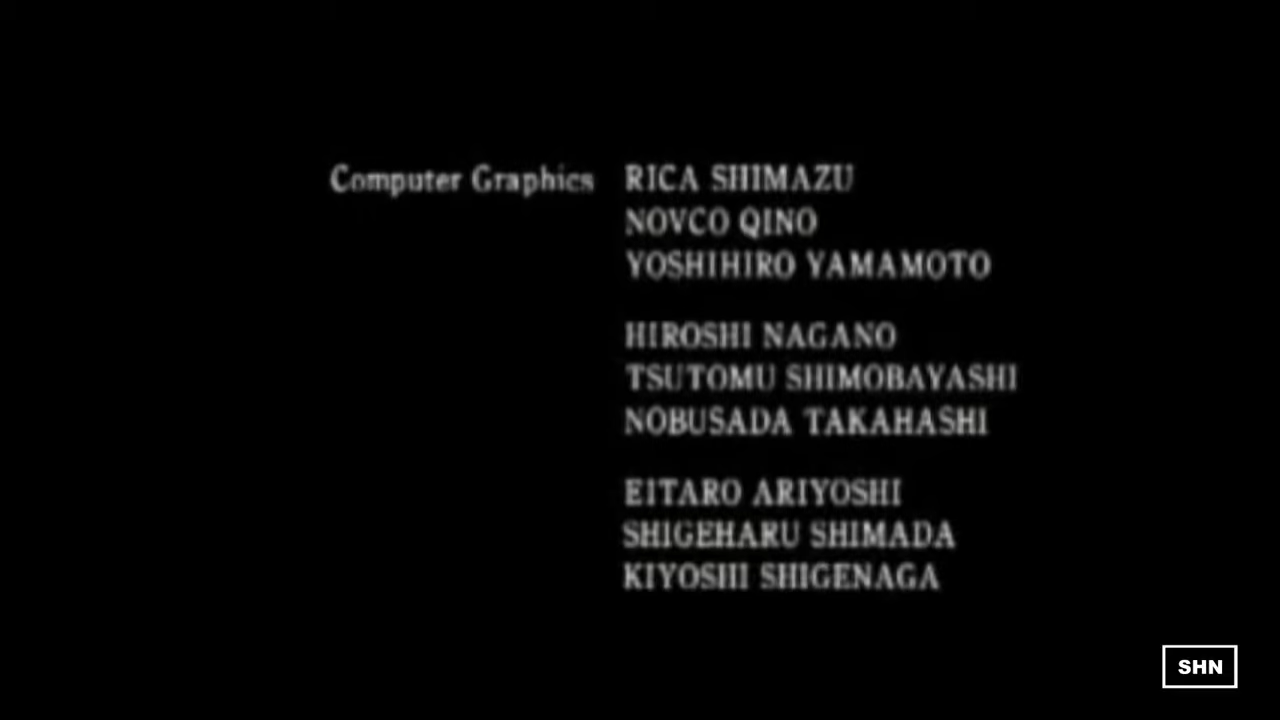 Computer Graphics RICA SHIMAZU
NOVCO QINO
YOSHIHIRO YAMAMOTO
HIROSHI NAGANO
TSUTOMU SHIMOBAYASHI
NOBUSADA TAKAHASHI
EITARO ARIYOSHI
SHIGEHARU SHIMADA
KIYOSHI SHIGENAGA
SHN